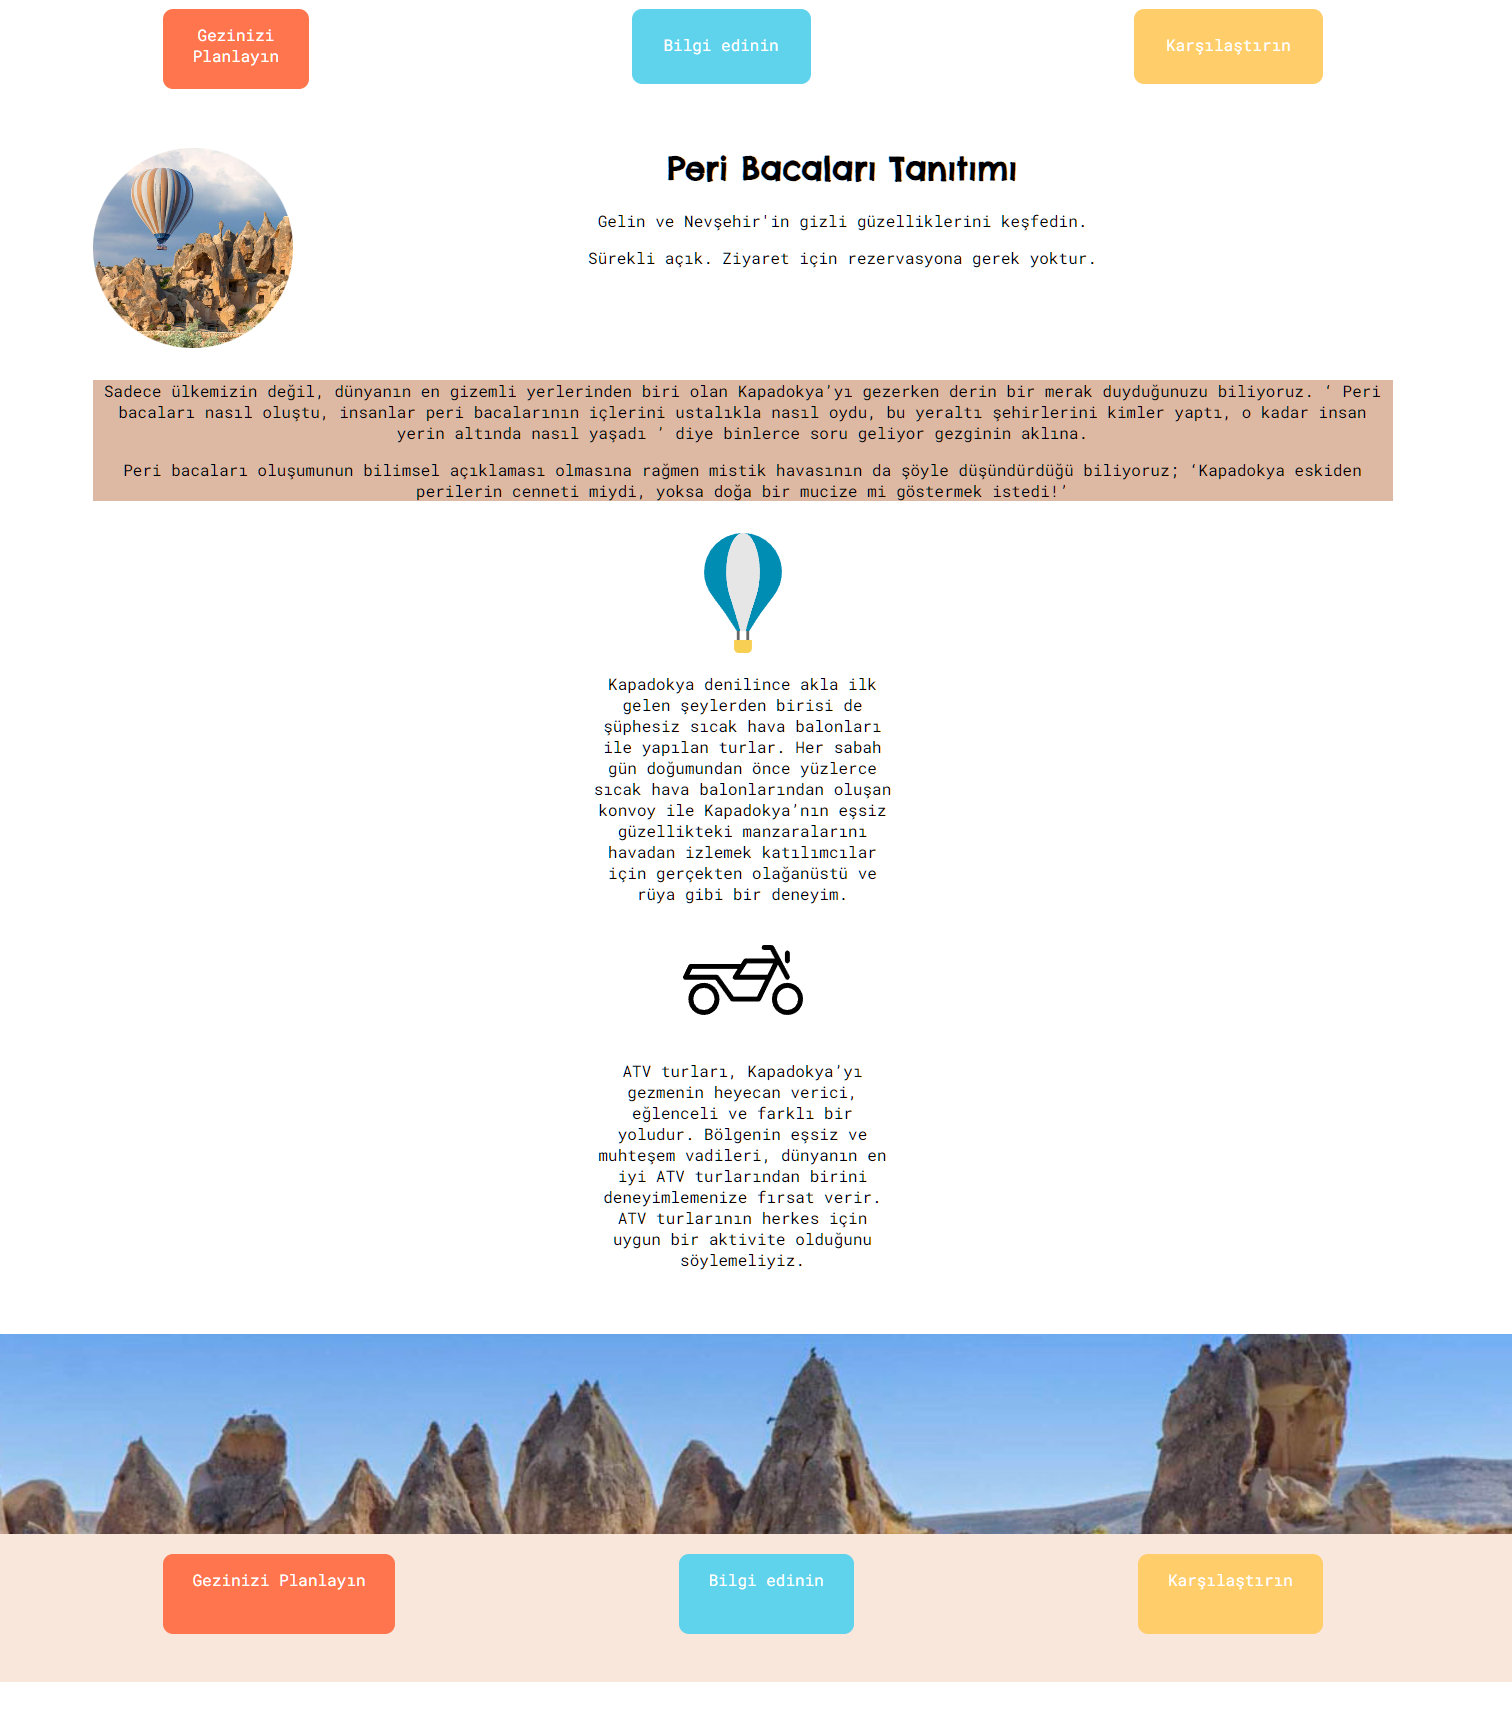 Gezinizi
Planlayın
Bilgi edinin
Karşılaştırın
Peri Bacaları Tanıtımı
Gelin ve Nevşehir'in gizli güzelliklerini keşfedin.
Sürekli açık. Ziyaret için rezervasyona gerek yoktur.
Sadece ülkemizin değil, dünyanın en gizemli yerlerinden biri olan Kapadokya’yı gezerken derin bir merak duyduğunuzu biliyoruz. ‘ Peri
bacaları nasıl oluştu, insanlar peri bacalarının içlerini ustalıkla nasıl oydu, bu yeraltı şehirlerini kimler yaptı, o kadar insan
yerin altında nasıl yaşadı ’ diye binlerce soru geliyor gezginin aklına.
Peri bacaları oluşumunun bilimsel açıklaması olmasına rağmen mistik havasının da şöyle düşündürdüğü biliyoruz; ‘Kapadokya eskiden
perilerin cenneti miydi, yoksa doğa bir mucize mi göstermek istedi!’
Kapadokya denilince akla ilk
gelen şeylerden birisi de
şüphesiz sıcak hava balonları
ile yapılan turlar. Her sabah
gün doğumundan önce yüzlerce
sıcak hava balonlarından oluşan
konvoy ile Kapadokya’nın eşsiz
güzellikteki manzaralarını
havadan izlemek katılımcılar
için gerçekten olağanüstü ve
rüya gibi bir deneyim.
ATV turları, Kapadokya’yı
gezmenin heyecan verici,
eğlenceli ve farklı bir
yoludur. Bölgenin eşsiz ve
muhteşem vadileri, dünyanın en
iyi ATV turlarından birini
deneyimlemenize fırsat verir.
ATV turlarının herkes için
uygun bir aktivite olduğunu
söylemeliyiz.
Gezinizi Planlayın
Bilgi edinin
Karşılaştırın